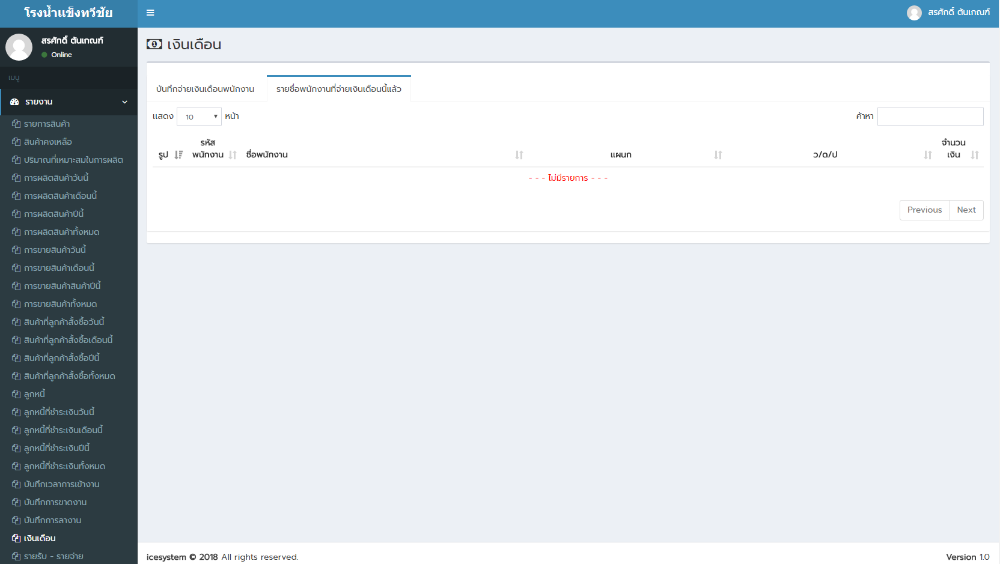 โรงน้ำแข็งทวีชัย
สรศักดิ์ ต้นเกณฑ์
สรศักดิ์ ต้นเกณฑ์
Online
เมนู
รายงาน
รายการสินค้า
สินค้าคงเหลือ
ปริมาณที่เหมาะสมในการผลิต
การผลิตสินค้าวันนี้
การผลิตสินค้าเดือนนี้
การผลิตสินค้าปีนี้
การผลิตสินค้าทั้งหมด
การขายสินค้าวันนี้
การขายสินค้าเดือนนี้
การขายสินค้าสินค้าปีนี้
การขายสินค้าทั้งหมด
สินค้าที่ลูกค้าสั้งซื้อวันนี้
สินค้าที่ลูกค้าสั้งซื้อเดือนนี้
สินค้าที่ลูกค้าสั้งซื้อปีนี้
สินค้าที่ลูกค้าสั้งซื้อทั้งหมด
ลูกหนี้
ลูกหนี้ที่ชำระเงินวันนี้
ลูกหนี้ที่ชำระเงินเดือนนี้
ลูกหนี้ที่ชำระเงินปีนี้
ลูกหนี้ที่ชำระเงินทั้งหมด
บันทึกเวลาการเข้างาน
บันทึกการขาดงาน
บันทึกการลางาน
เงินเดือน
รายรับ - รายจ่าย
เงินเดือน
บันทึกจ่ายเงินเดือนพนักงาน
รายชื่อพนักงานที่จ่ายเงินเดือนนี้แล้ว
แสดง 10 หน้า
ค้าหา
รูป
รหัส
พนักงาน
ชื่อพนักงาน
แผนก
ว/ด/ป
จำนวน
เงิน
- - - ไม่มีรายการ - - -
Previous Next
icesystem © 2018 All rights reserved.
Version 1.0